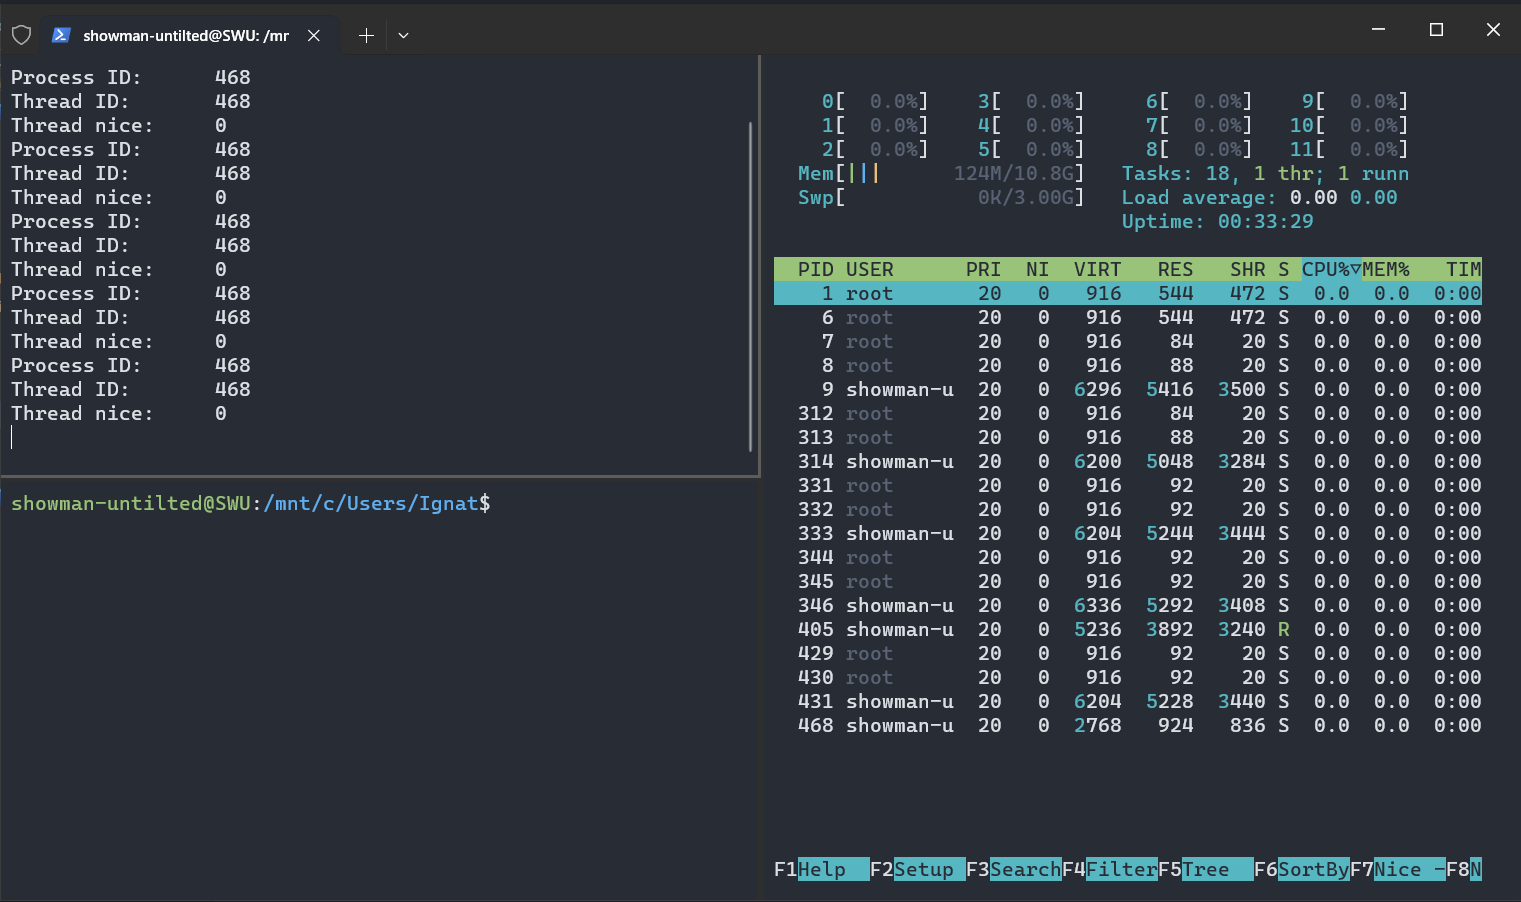 showman-untilted@SWU: /mr
Process ID: 468
Thread ID: 468
Thread nice: 0
Process ID: 468
Thread ID: 468
Thread nice: 0
Process ID: 468
Thread ID: 468
Thread nice: 0
Process ID: 468
Thread ID: 468
Thread nice: 0
Process ID: 468
Thread ID: 468
Thread nice: 0
showman-untilted@SWU:/mnt/c/Users/Ignat$
0[ 0.0%] 3[ 0.0%] 6[ 0.0%] 9[ 0.0%]
1[ 0.0%] 4[ 0.0%] 7[ 0.0%] 10[ 0.0%]
2[ 0.0%] 5[ 0.0%] 8[ 0.0%] 11[ 0.0%]
Mem[||| 124M/10.8G] Tasks: 18, 1 thr; 1 runn
Swp[ 0K/3.00G] Load average: 0.00 0.00
Uptime: 00:33:29
PID USER PRI NI VIRT RES SHR S CPU%▽MEM% TIM
1 root 20 0 916 544 472 S 0.0 0.0 0:00
6 root 20 0 916 544 472 S 0.0 0.0 0:00
7 root 20 0 916 84 20 S 0.0 0.0 0:00
8 root 20 0 916 88 20 S 0.0 0.0 0:00
9 showman-u 20 0 6296 5416 3500 S 0.0 0.0 0:00
312 root 20 0 916 84 20 S 0.0 0.0 0:00
313 root 20 0 916 88 20 S 0.0 0.0 0:00
314 showman-u 20 0 6200 5048 3284 S 0.0 0.0 0:00
331 root 20 0 916 92 20 S 0.0 0.0 0:00
332 root 20 0 916 92 20 S 0.0 0.0 0:00
333 showman-u 20 0 6204 5244 3444 S 0.0 0.0 0:00
344 root 20 0 916 92 20 S 0.0 0.0 0:00
345 root 20 0 916 92 20 S 0.0 0.0 0:00
346 showman-u 20 0 6336 5292 3408 S 0.0 0.0 0:00
405 showman-u 20 0 5236 3892 3240 R 0.0 0.0 0:00
429 root 20 0 916 92 20 S 0.0 0.0 0:00
430 root 20 0 916 92 20 S 0.0 0.0 0:00
431 showman-u 20 0 6204 5228 3440 S 0.0 0.0 0:00
468 showman-u 20 0 2768 924 836 S 0.0 0.0 0:00
F1Help F2Setup F3SearchF4FilterF5Tree F6SortByF7Nice -F8N